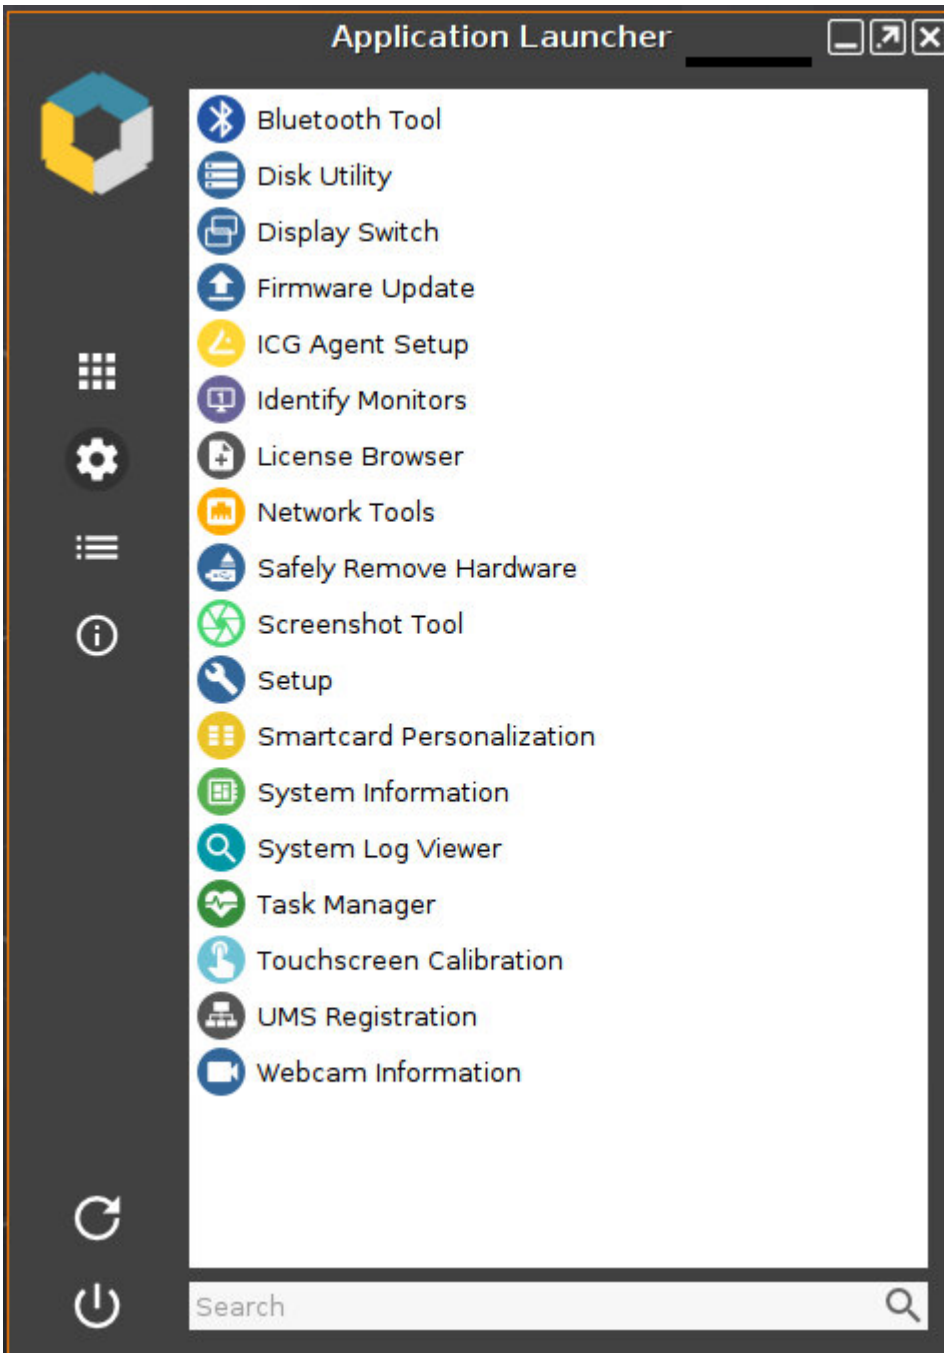 Application Launcher
Bluetooth Tool
Disk Utility
Display Switch
Firmware Update
ICG Agent Setup
Identify Monitors
License Browser
Network Tools
Safely Remove Hardware
Screenshot Tool
Setup
Smartcard Personalization
System Information
System Log Viewer
Task Manager
Touchscreen Calibration
UMS Registration
Webcam Information
Search